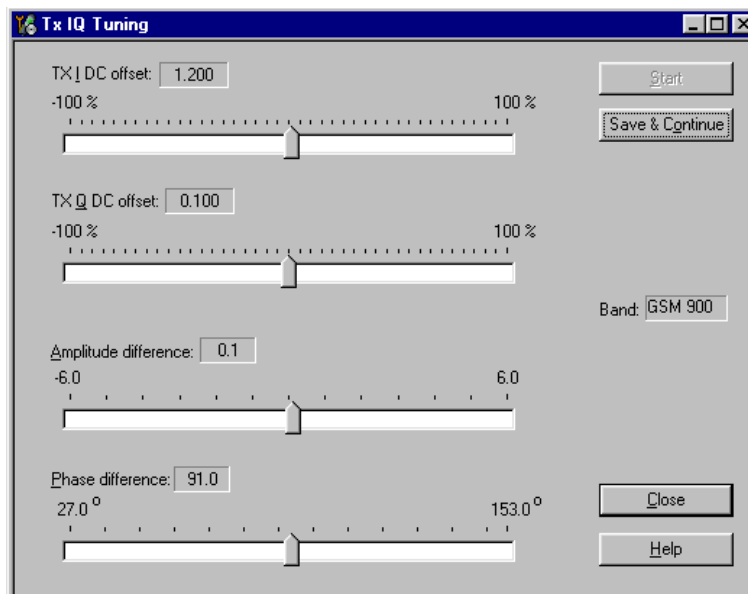 Tx IQ Tuning
TX I DC offset: 1.200
-100 % 100 %
Start
Save & Continue
TX Q DC offset: 0.100
-100 % 100 %
Band: GSM 900
Amplitude difference: 0.1
-6.0 6.0
Phase difference: 91.0
27.0° 153.0°
Close
Help